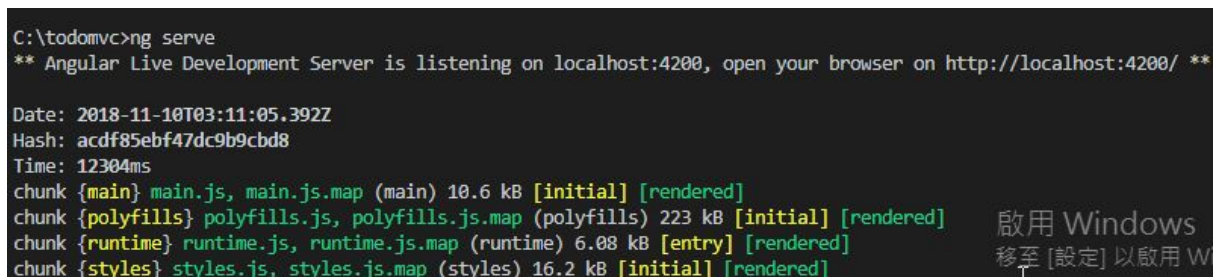 C:\todomvc>ng serve
** Angular Live Development Server is listening on localhost:4200, open your browser on http://localhost:4200/ **
Date: 2018-11-10T03:11:05.392Z
Hash: acdf85ebf47dc9b9cbd8
Time: 12304ms
chunk {main} main.js, main.js.map (main) 10.6 kB [initial] [rendered]
chunk {polyfills} polyfills.js, polyfills.js.map (polyfills) 223 kB [initial] [rendered]
啟用 Windows
chunk {runtime} runtime.js, runtime.js.map (runtime) 6.08 kB [entry] [rendered]
移至 [設定] 以啟用 Wi
chunk {styles} styles.js, styles.js.map (styles) 16.2 kB [initial] [rendered]